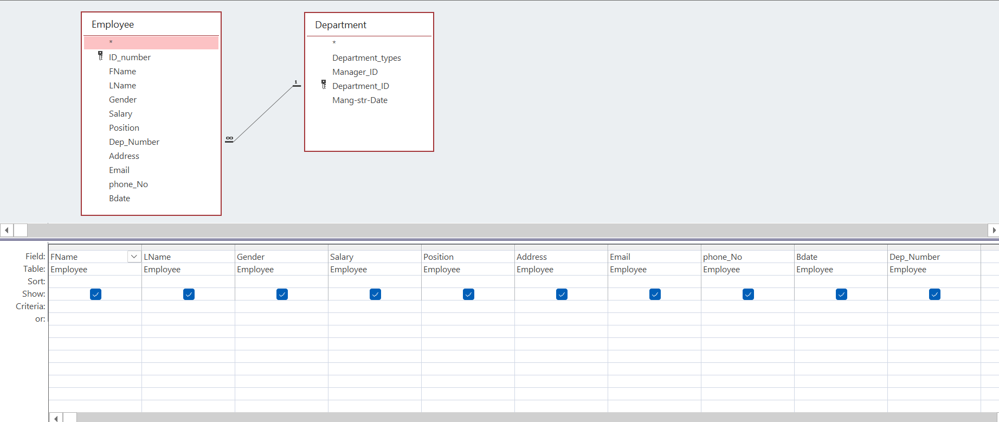 Employee
*
ID_number
FName
LName
Gender
Salary
Position
Dep_Number
Address
Email
phone_No
Bdate
∞
1
Department
*
Department_types
Manager_ID
Department_ID
Mang-str-Date
Field: FName LName Gender Salary Position Address Email phone_No Bdate Dep_Number
Table: Employee Employee Employee Employee Employee Employee Employee Employee Employee Employee
Sort:
Show:
Criteria:
or: